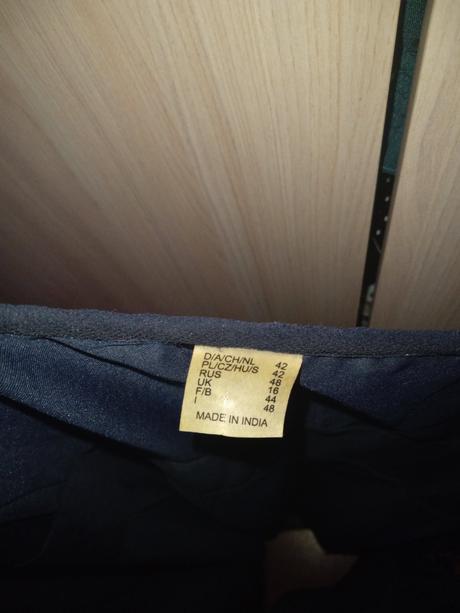 D/A/CH/NL 42
PL/CZ/HU/S 42
RUS 48
UK 16
F/B 44
I 48
MADE IN INDIA